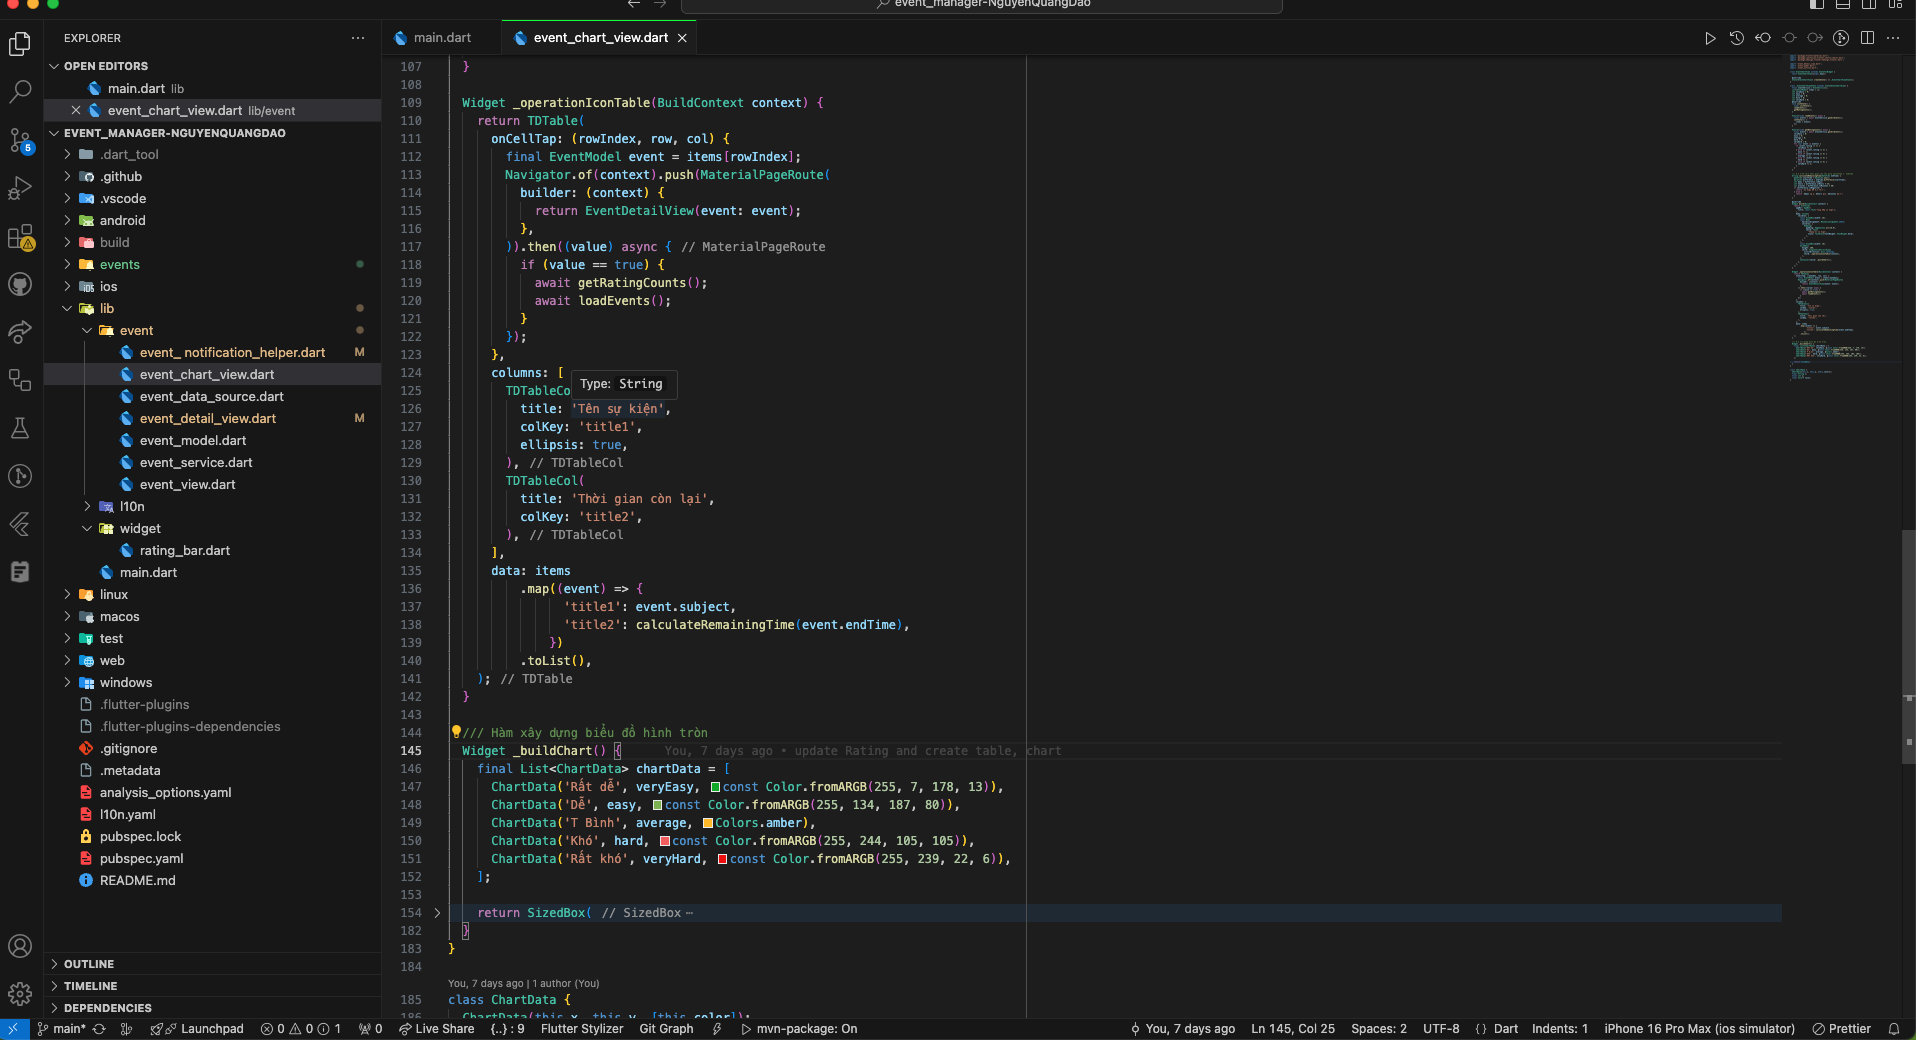 event_manager-NguyenQuangDao
EXPLORER
main.dart
event_chart_view.dart
OPEN EDITORS
main.dart lib
event_chart_view.dart lib/event
EVENT_MANAGER-NGUYENQUANGDAO
.dart_tool
.github
.vscode
android
build
events
ios
lib
event
event_ notification_helper.dart M
event_chart_view.dart
event_data_source.dart
event_detail_view.dart M
event_model.dart
event_service.dart
event_view.dart
l10n
widget
rating_bar.dart
main.dart
linux
macos
test
web
windows
.flutter-plugins
.flutter-plugins-dependencies
.gitignore
.metadata
analysis_options.yaml
l10n.yaml
pubspec.lock
pubspec.yaml
README.md
OUTLINE
TIMELINE
DEPENDENCIES
5
107 }
108
109 Widget _operationIconTable(BuildContext context) {
110 return TDTable(
111 onCellTap: (rowIndex, row, col) {
112 final EventModel event = items[rowIndex];
113 Navigator.of(context).push(MaterialPageRoute(
114 builder: (context) {
115 return EventDetailView(event: event);
116 },
117 )).then((value) async { // MaterialPageRoute
118 if (value == true) {
119 await getRatingCounts();
120 await loadEvents();
121 }
122 });
123 },
124 columns: [
Type: String
125 TDTableCo
126 title: 'Tên sự kiện',
127 colKey: 'title1',
128 ellipsis: true,
129 ), // TDTableCol
130 TDTableCol(
131 title: 'Thời gian còn lại',
132 colKey: 'title2',
133 ), // TDTableCol
134 ],
135 data: items
136 .map((event) => {
137 'title1': event.subject,
138 'title2': calculateRemainingTime(event.endTime),
139 })
140 .toList(),
141 ); // TDTable
142 }
143
144 /// Hàm xây dựng biểu đồ hình tròn
145 Widget _buildChart() { You, 7 days ago • update Rating and create table, chart
146 final List<ChartData> chartData = [
147 ChartData('Rất dễ', veryEasy, const Color.fromARGB(255, 7, 178, 13)),
148 ChartData('Dễ', easy, const Color.fromARGB(255, 134, 187, 80)),
149 ChartData('T Bình', average, Colors.amber),
150 ChartData('Khó', hard, const Color.fromARGB(255, 244, 105, 105)),
151 ChartData('Rất khó', veryHard, const Color.fromARGB(255, 239, 22, 6)),
152 ];
153
154 return SizedBox( // SizedBox ⋯
182 }
183 }
184
You, 7 days ago | 1 author (You)
185 class ChartData {
186 ChartData(this.x, this.y, [this.color]);
main* Launchpad 0 0 1 0 Live Share {..} : 9 Flutter Stylizer Git Graph mvn-package: On You, 7 days ago Ln 145, Col 25 Spaces: 2 UTF-8 {} Dart Indents: 1 iPhone 16 Pro Max (ios simulator) Prettier